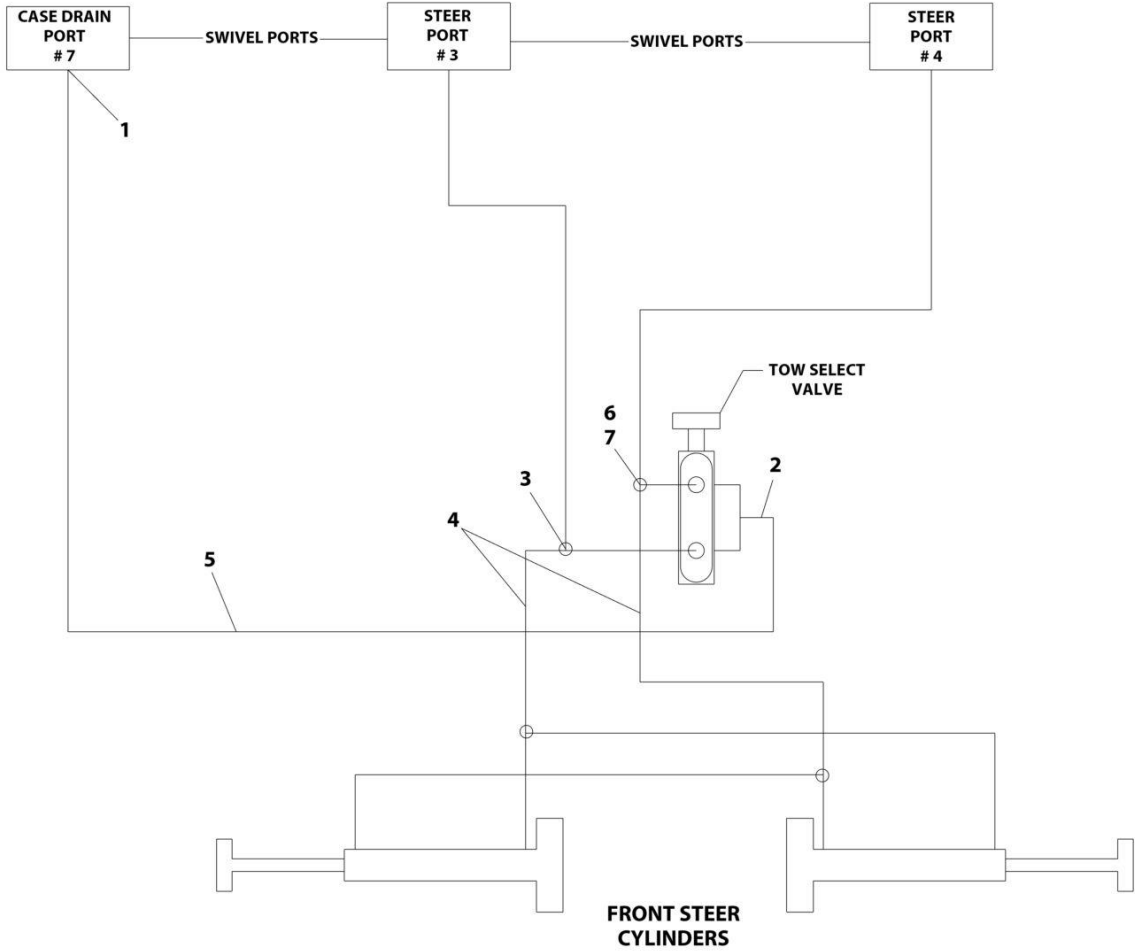 CASE DRAIN
PORT
# 7
SWIVEL PORTS
STEER
PORT
# 3
SWIVEL PORTS
STEER
PORT
# 4
1
TOW SELECT
VALVE
6
7
2
3
4
5
FRONT STEER
CYLINDERS